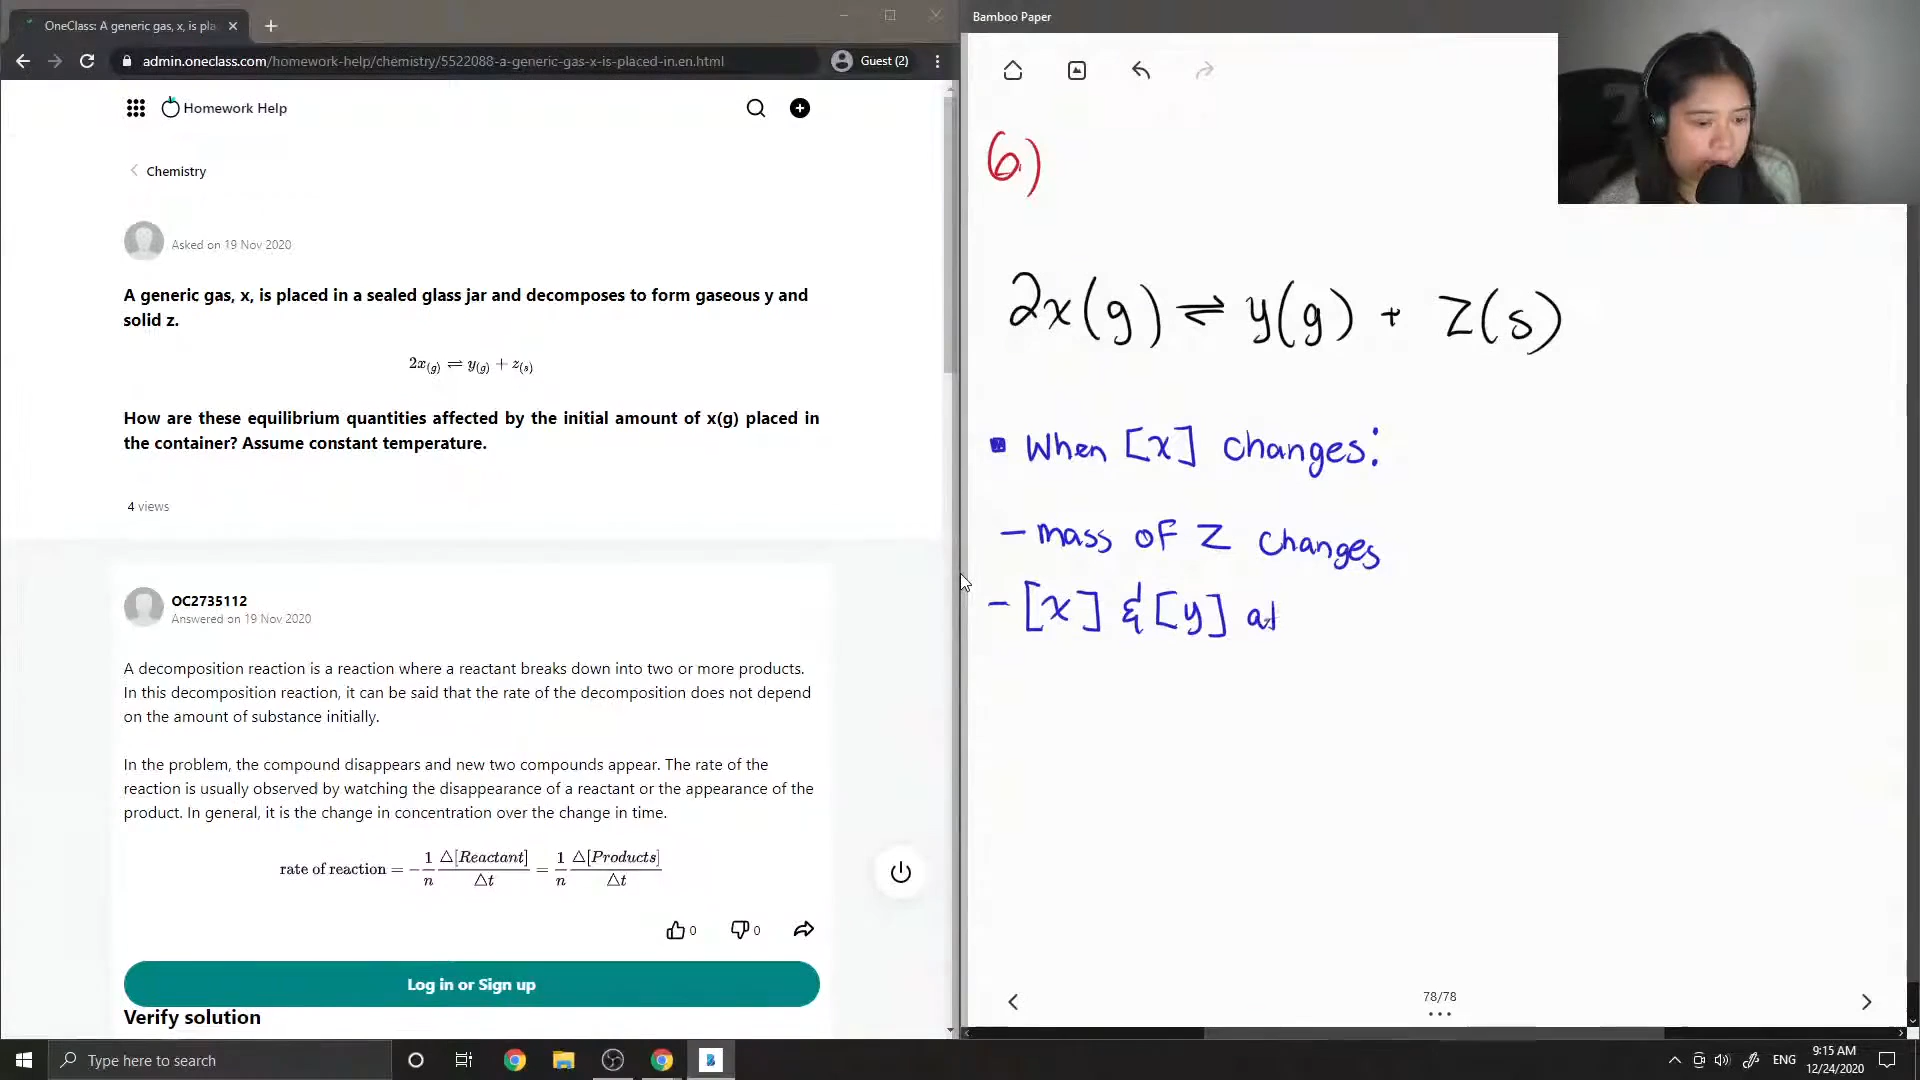 OneClass: A generic gas, x, is pla
admin.oneclass.com/homework-help/chemistry/5522088-a-generic-gas-x-is-placed-in.en.html
Guest (2)
Homework Help
Chemistry
Asked on 19 Nov 2020
A generic gas, x, is placed in a sealed glass jar and decomposes to form gaseous y and
solid z.
2x(g) ⇌ y(g) + z(s)
How are these equilibrium quantities affected by the initial amount of x(g) placed in
the container? Assume constant temperature.
4 views
OC2735112
Answered on 19 Nov 2020
A decomposition reaction is a reaction where a reactant breaks down into two or more products.
In this decomposition reaction, it can be said that the rate of the decomposition does not depend
on the amount of substance initially.
In the problem, the compound disappears and new two compounds appear. The rate of the
reaction is usually observed by watching the disappearance of a reactant or the appearance of the
product. In general, it is the change in concentration over the change in time.
rate of reaction = −1/n △[Reactant]/△t = 1/n △[Products]/△t
0 0
Log in or Sign up
Verify solution
Bamboo Paper
6)
2x(g) ⇌ y(g) + Z(s)
▪ When [x] changes:
– mass of Z changes
– [x] & [y] at
78/78
Type here to search
ENG
9:15 AM
12/24/2020